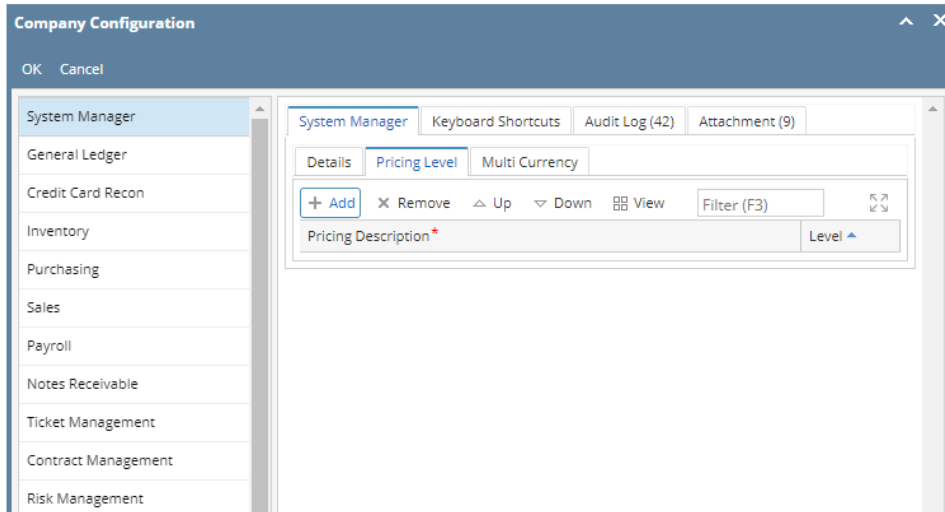 Company Configuration
OK Cancel
System Manager
General Ledger
Credit Card Recon
Inventory
Purchasing
Sales
Payroll
Notes Receivable
Ticket Management
Contract Management
Risk Management
System Manager Keyboard Shortcuts Audit Log (42) Attachment (9)
Details Pricing Level Multi Currency
Add Remove Up Down View Filter (F3)
Pricing Description* Level